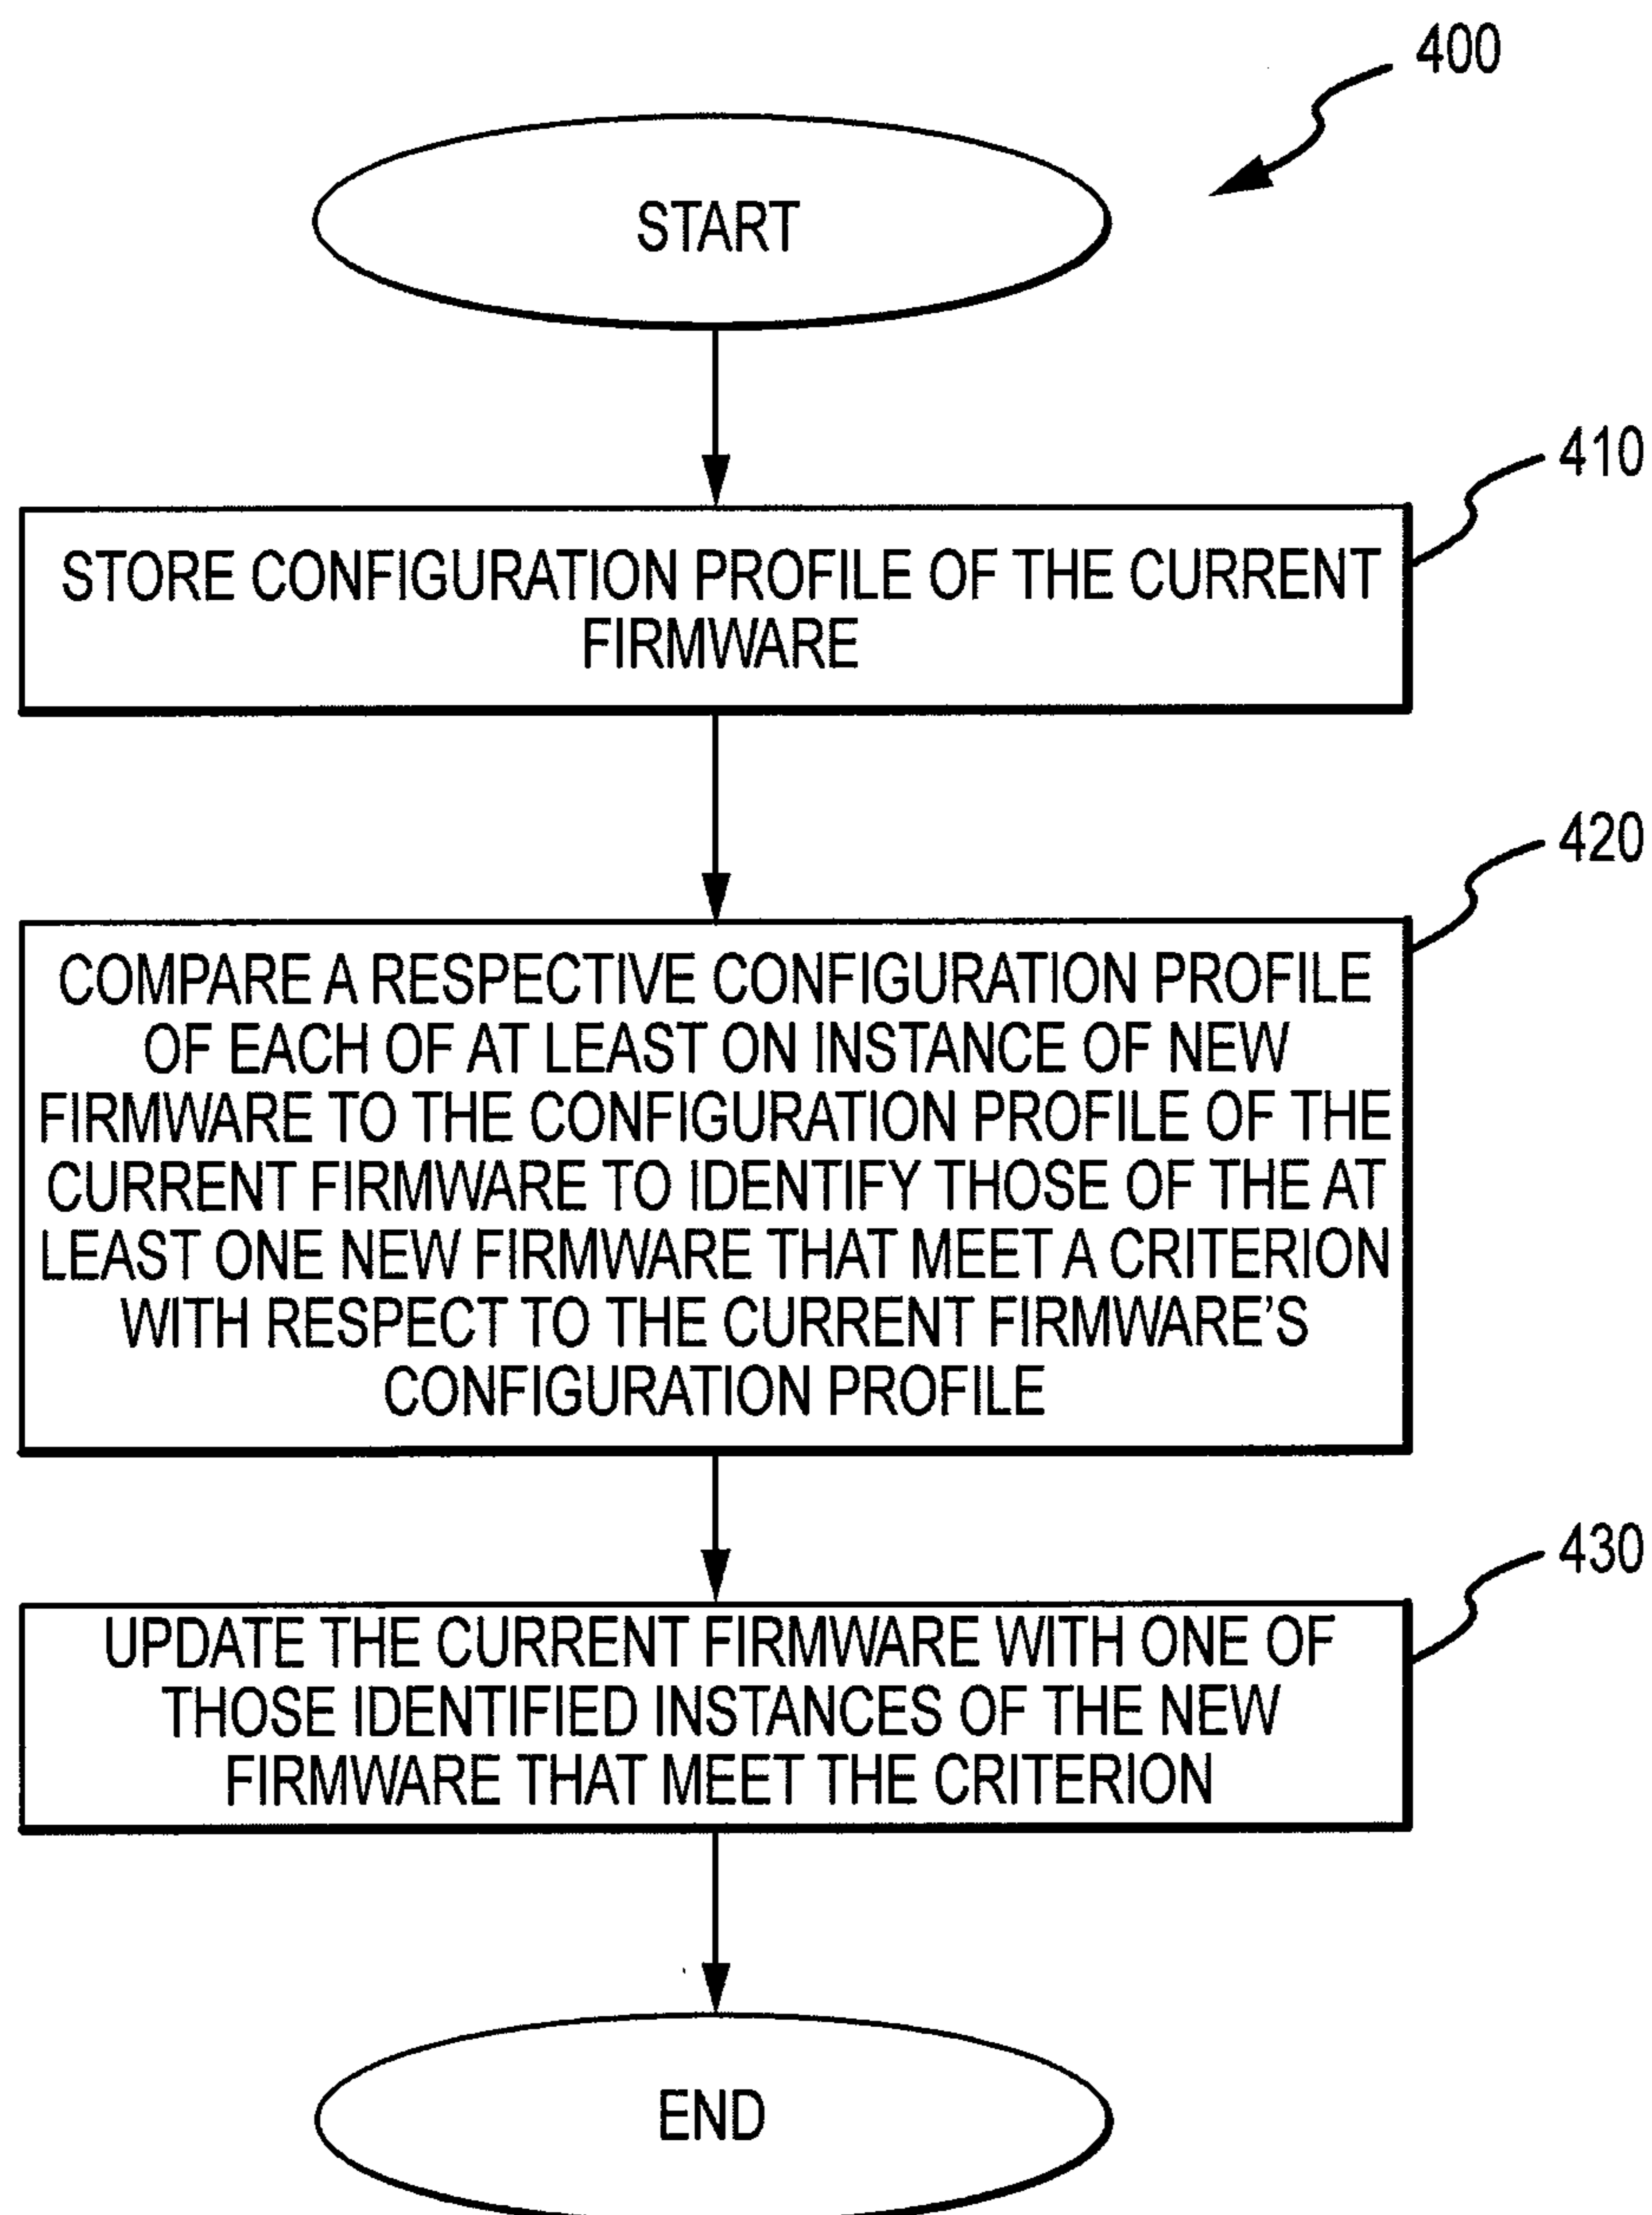 400
START
410
STORE CONFIGURATION PROFILE OF THE CURRENT
FIRMWARE
420
COMPARE A RESPECTIVE CONFIGURATION PROFILE
OF EACH OF AT LEAST ON INSTANCE OF NEW
FIRMWARE TO THE CONFIGURATION PROFILE OF THE
CURRENT FIRMWARE TO IDENTIFY THOSE OF THE AT
LEAST ONE NEW FIRMWARE THAT MEET A CRITERION
WITH RESPECT TO THE CURRENT FIRMWARE'S
CONFIGURATION PROFILE
430
UPDATE THE CURRENT FIRMWARE WITH ONE OF
THOSE IDENTIFIED INSTANCES OF THE NEW
FIRMWARE THAT MEET THE CRITERION
END